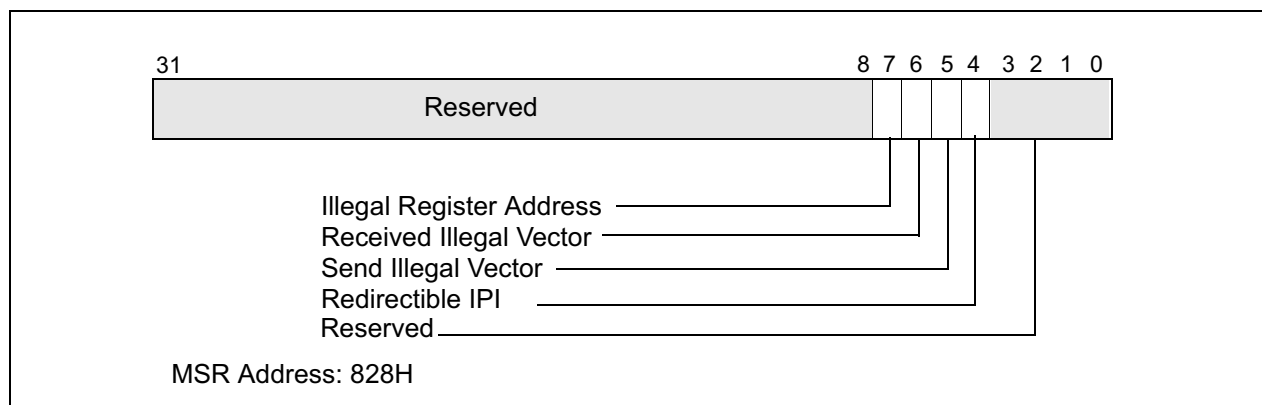 31 8 7 6 5 4 3 2 1 0
Reserved
Illegal Register Address
Received Illegal Vector
Send Illegal Vector
Redirectible IPI
Reserved
MSR Address: 828H